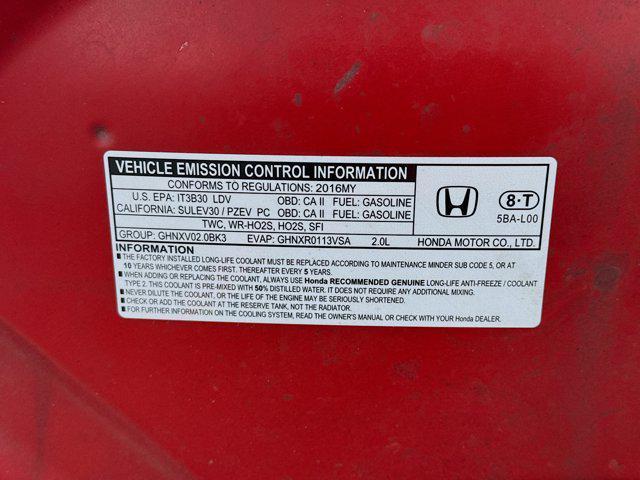 VEHICLE EMISSION CONTROL INFORMATION
CONFORMS TO REGULATIONS: 2016MY
U.S. EPA: IT3B30 LDV OBD: CA II FUEL: GASOLINE
CALIFORNIA: SULEV30 / PZEV PC OBD: CA II FUEL: GASOLINE
TWC, WR-HO2S, HO2S, SFI
GROUP: GHNXV02.0BK3 EVAP: GHNXR0113VSA 2.0L
8·T
5BA-L00
HONDA MOTOR CO., LTD.
INFORMATION
■ THE FACTORY INSTALLED LONG-LIFE COOLANT MUST BE REPLACED ACCORDING TO MAINTENANCE MINDER SUB CODE 5, OR AT
10 YEARS WHICHEVER COMES FIRST. THEREAFTER EVERY 5 YEARS.
■ WHEN ADDING OR REPLACING THE COOLANT, ALWAYS USE Honda RECOMMENDED GENUINE LONG-LIFE ANTI-FREEZE / COOLANT
TYPE 2. THIS COOLANT IS PRE-MIXED WITH 50% DISTILLED WATER. IT DOES NOT REQUIRE ANY ADDITIONAL MIXING.
■ NEVER DILUTE THE COOLANT, OR THE LIFE OF THE ENGINE MAY BE SERIOUSLY SHORTENED.
■ CHECK OR ADD THE COOLANT AT THE RESERVE TANK, NOT THE RADIATOR.
■ FOR FURTHER INFORMATION ON THE COOLING SYSTEM, READ THE OWNER'S MANUAL OR CHECK WITH YOUR Honda DEALER.